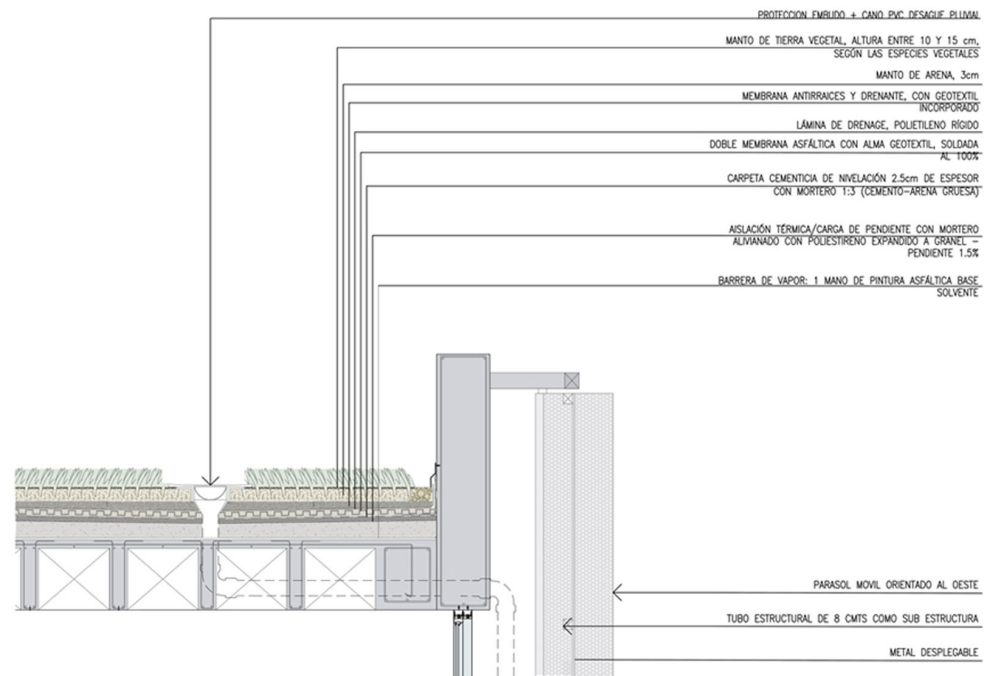 PROTECCION EMBUDO + CANO PVC DESAGUE PLUVIAL
MANTO DE TIERRA VEGETAL, ALTURA ENTRE 10 Y 15 cm,
SEGÚN LAS ESPECIES VEGETALES
MANTO DE ARENA, 3cm
MEMBRANA ANTIRRAICES Y DRENANTE, CON GEOTEXTIL
INCORPORADO
LÁMINA DE DRENAGE, POLIETILENO RÍGIDO
DOBLE MEMBRANA ASFÁLTICA CON ALMA GEOTEXTIL, SOLDADA
AL 100%
CARPETA CEMENTICIA DE NIVELACIÓN 2.5cm DE ESPESOR
CON MORTERO 1:3 (CEMENTO-ARENA GRUESA)
AISLACIÓN TÉRMICA/CARGA DE PENDIENTE CON MORTERO
ALIVIANADO CON POLIESTIRENO EXPANDIDO A GRANEL –
PENDIENTE 1.5%
BARRERA DE VAPOR: 1 MANO DE PINTURA ASFÁLTICA BASE
SOLVENTE
PARASOL MOVIL ORIENTADO AL OESTE
TUBO ESTRUCTURAL DE 8 CMTS COMO SUB ESTRUCTURA
METAL DESPLEGABLE